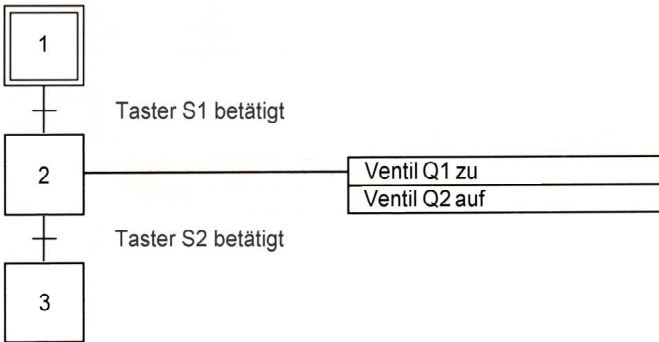 1
Taster S1 betätigt
2
Ventil Q1 zu
Ventil Q2 auf
Taster S2 betätigt
3